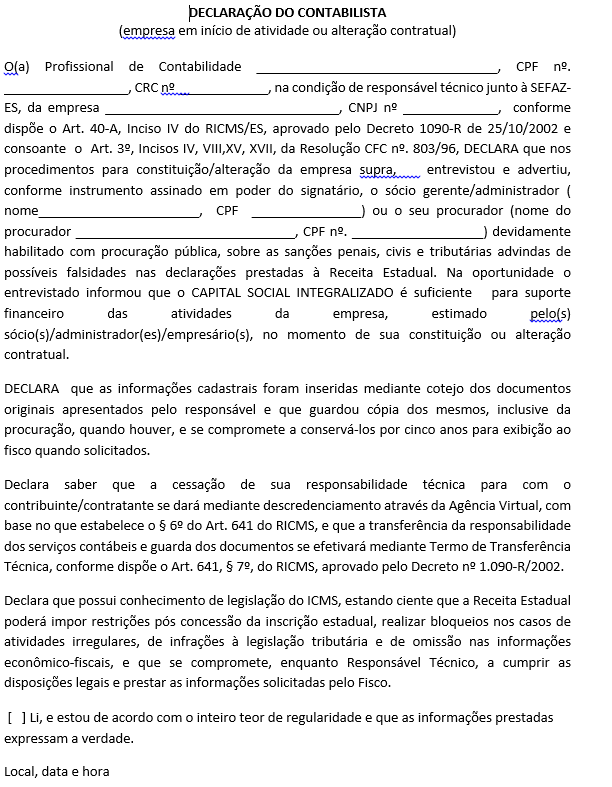 DECLARAÇÃO DO CONTABILISTA
(empresa em início de atividade ou alteração contratual)
O(a) Profissional de Contabilidade ________________________________, CPF nº.
_________________, CRC nº_____________, na condição de responsável técnico junto à SEFAZ-
ES, da empresa _______________________________, CNPJ nº _____________, conforme
dispõe o Art. 40-A, Inciso IV do RICMS/ES, aprovado pelo Decreto 1090-R de 25/10/2002 e
consoante o Art. 3º, Incisos IV, VIII,XV, XVII, da Resolução CFC nº. 803/96, DECLARA que nos
procedimentos para constituição/alteração da empresa supra, entrevistou e advertiu,
conforme instrumento assinado em poder do signatário, o sócio gerente/administrador (
nome______________________, CPF _______________) ou o seu procurador (nome do
procurador _____________________________, CPF nº. __________________) devidamente
habilitado com procuração pública, sobre as sanções penais, civis e tributárias advindas de
possíveis falsidades nas declarações prestadas à Receita Estadual. Na oportunidade o
entrevistado informou que o CAPITAL SOCIAL INTEGRALIZADO é suficiente para suporte
financeiro das atividades da empresa, estimado pelo(s)
sócio(s)/administrador(es)/empresário(s), no momento de sua constituição ou alteração
contratual.
DECLARA que as informações cadastrais foram inseridas mediante cotejo dos documentos
originais apresentados pelo responsável e que guardou cópia dos mesmos, inclusive da
procuração, quando houver, e se compromete a conservá-los por cinco anos para exibição ao
fisco quando solicitados.
Declara saber que a cessação de sua responsabilidade técnica para com o
contribuinte/contratante se dará mediante descredenciamento através da Agência Virtual, com
base no que estabelece o § 6º do Art. 641 do RICMS, e que a transferência da responsabilidade
dos serviços contábeis e guarda dos documentos se efetivará mediante Termo de Transferência
Técnica, conforme dispõe o Art. 641, § 7º, do RICMS, aprovado pelo Decreto nº 1.090-R/2002.
Declara que possui conhecimento de legislação do ICMS, estando ciente que a Receita Estadual
poderá impor restrições pós concessão da inscrição estadual, realizar bloqueios nos casos de
atividades irregulares, de infrações à legislação tributária e de omissão nas informações
econômico-fiscais, e que se compromete, enquanto Responsável Técnico, a cumprir as
disposições legais e prestar as informações solicitadas pelo Fisco.
[ ] Li, e estou de acordo com o inteiro teor de regularidade e que as informações prestadas
expressam a verdade.
Local, data e hora